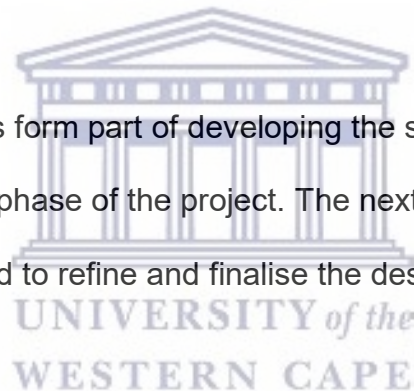 s form part of developing the s
phase of the project. The next
d to refine and finalise the des
UNIVERSITY of the
WESTERN CAPE